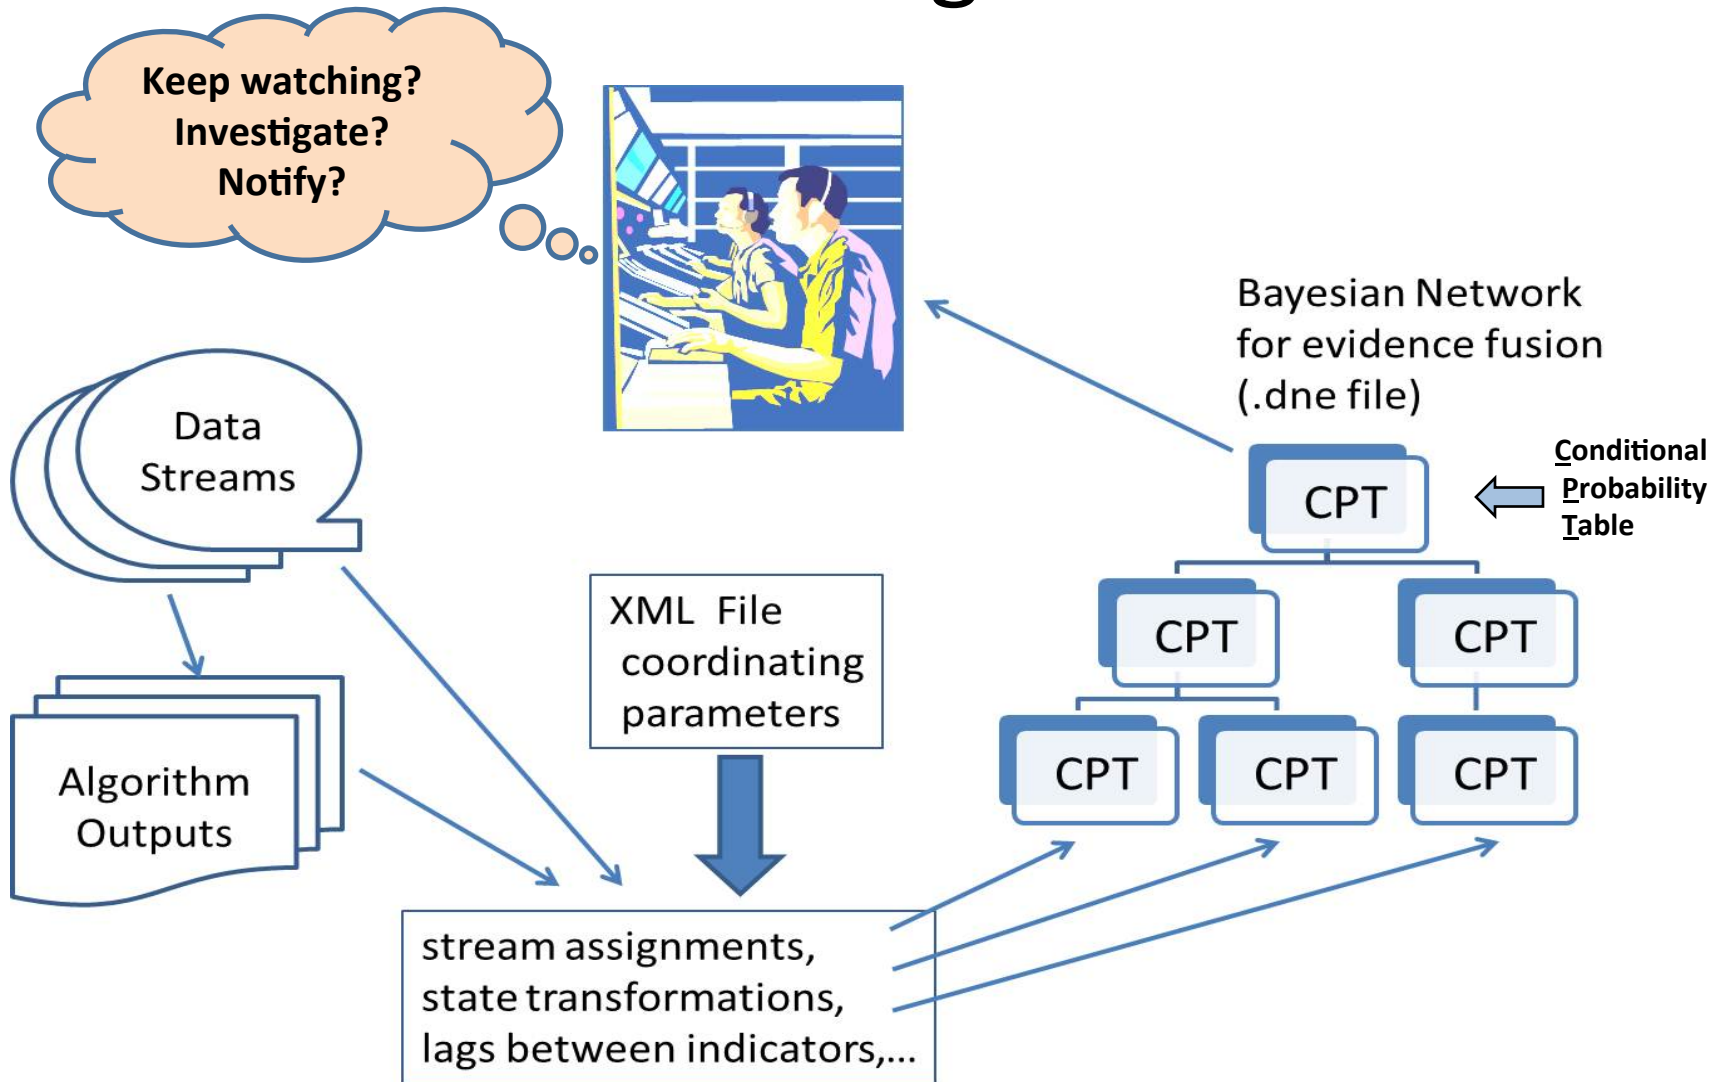 Keep watching?
Investigate?
Notify?
Data
Streams
Algorithm
Outputs
XML File
coordinating
parameters
stream assignments,
state transformations,
lags between indicators,...
Bayesian Network
for evidence fusion
(.dne file)
CPT
Conditional
Probability
Table
CPT
CPT
CPT
CPT
CPT